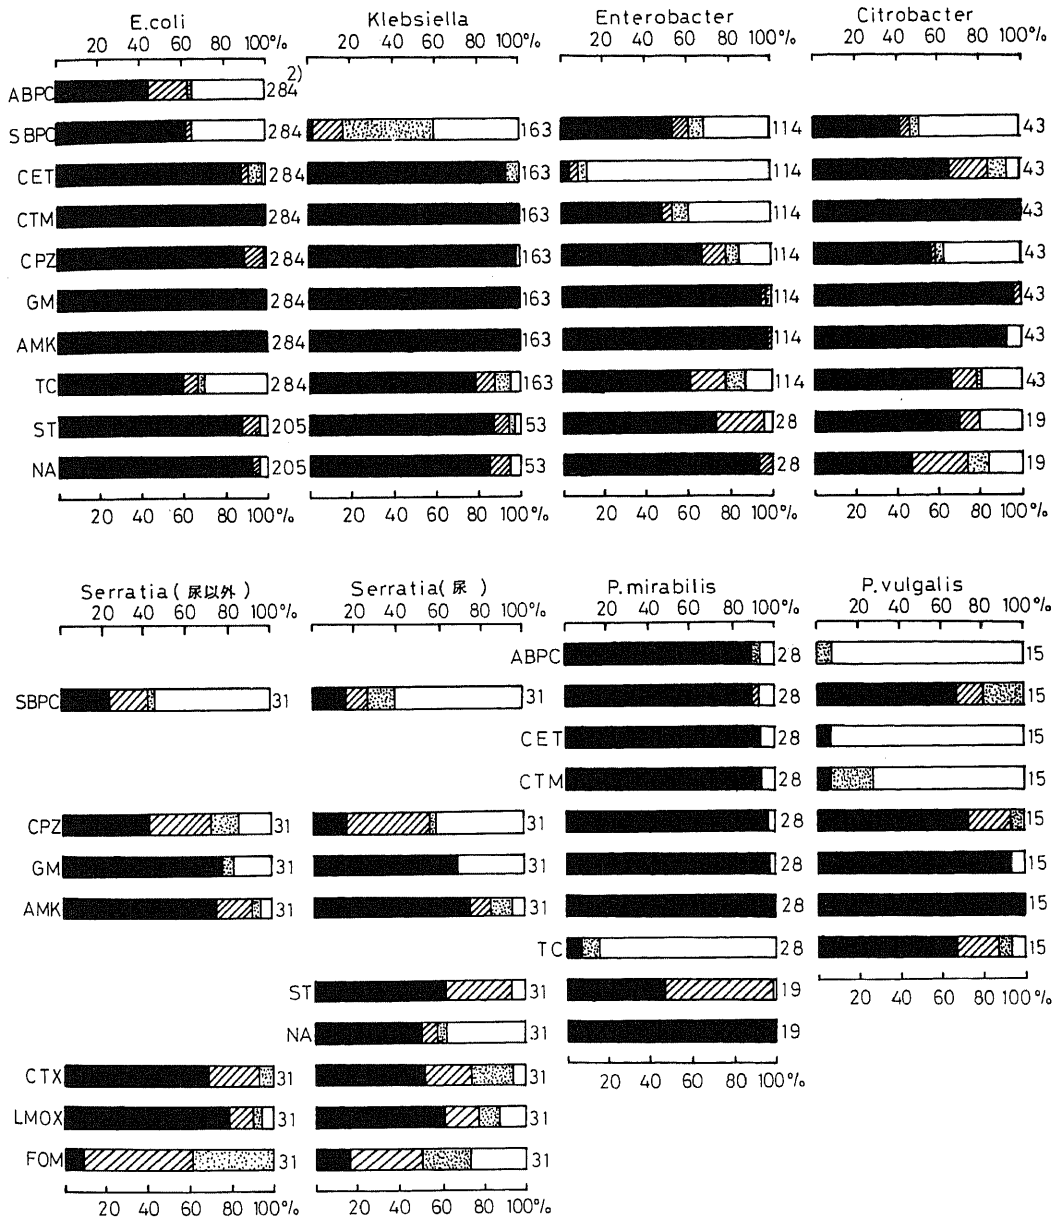 E.coli Klebsiella Enterobacter Citrobacter
20 40 60 80 100% 20 40 60 80 100% 20 40 60 80 100% 20 40 60 80 100%
ABPC 284 2)
SBPC 284 163 114 43
CET 284 163 114 43
CTM 284 163 114 43
CPZ 284 163 114 43
GM 284 163 114 43
AMK 284 163 114 43
TC 284 163 114 43
ST 205 53 28 19
NA 205 53 28 19
20 40 60 80 100% 20 40 60 80 100% 20 40 60 80 100% 20 40 60 80 100%
Serratia(尿以外) Serratia(尿) P.mirabilis P.vulgalis
20 40 60 80 100% 20 40 60 80 100% 20 40 60 80 100% 20 40 60 80 100%
ABPC 28 15
SBPC 31 31 28 15
CET 28 15
CTM 28 15
CPZ 31 31 28 15
GM 31 31 28 15
AMK 31 31 28 15
TC 28 15
20 40 60 80 100%
ST 31 19
NA 31 19
CTX 31 31
20 40 60 80 100%
LMOX 31 31
FOM 31 31
20 40 60 80 100% 20 40 60 80 100%